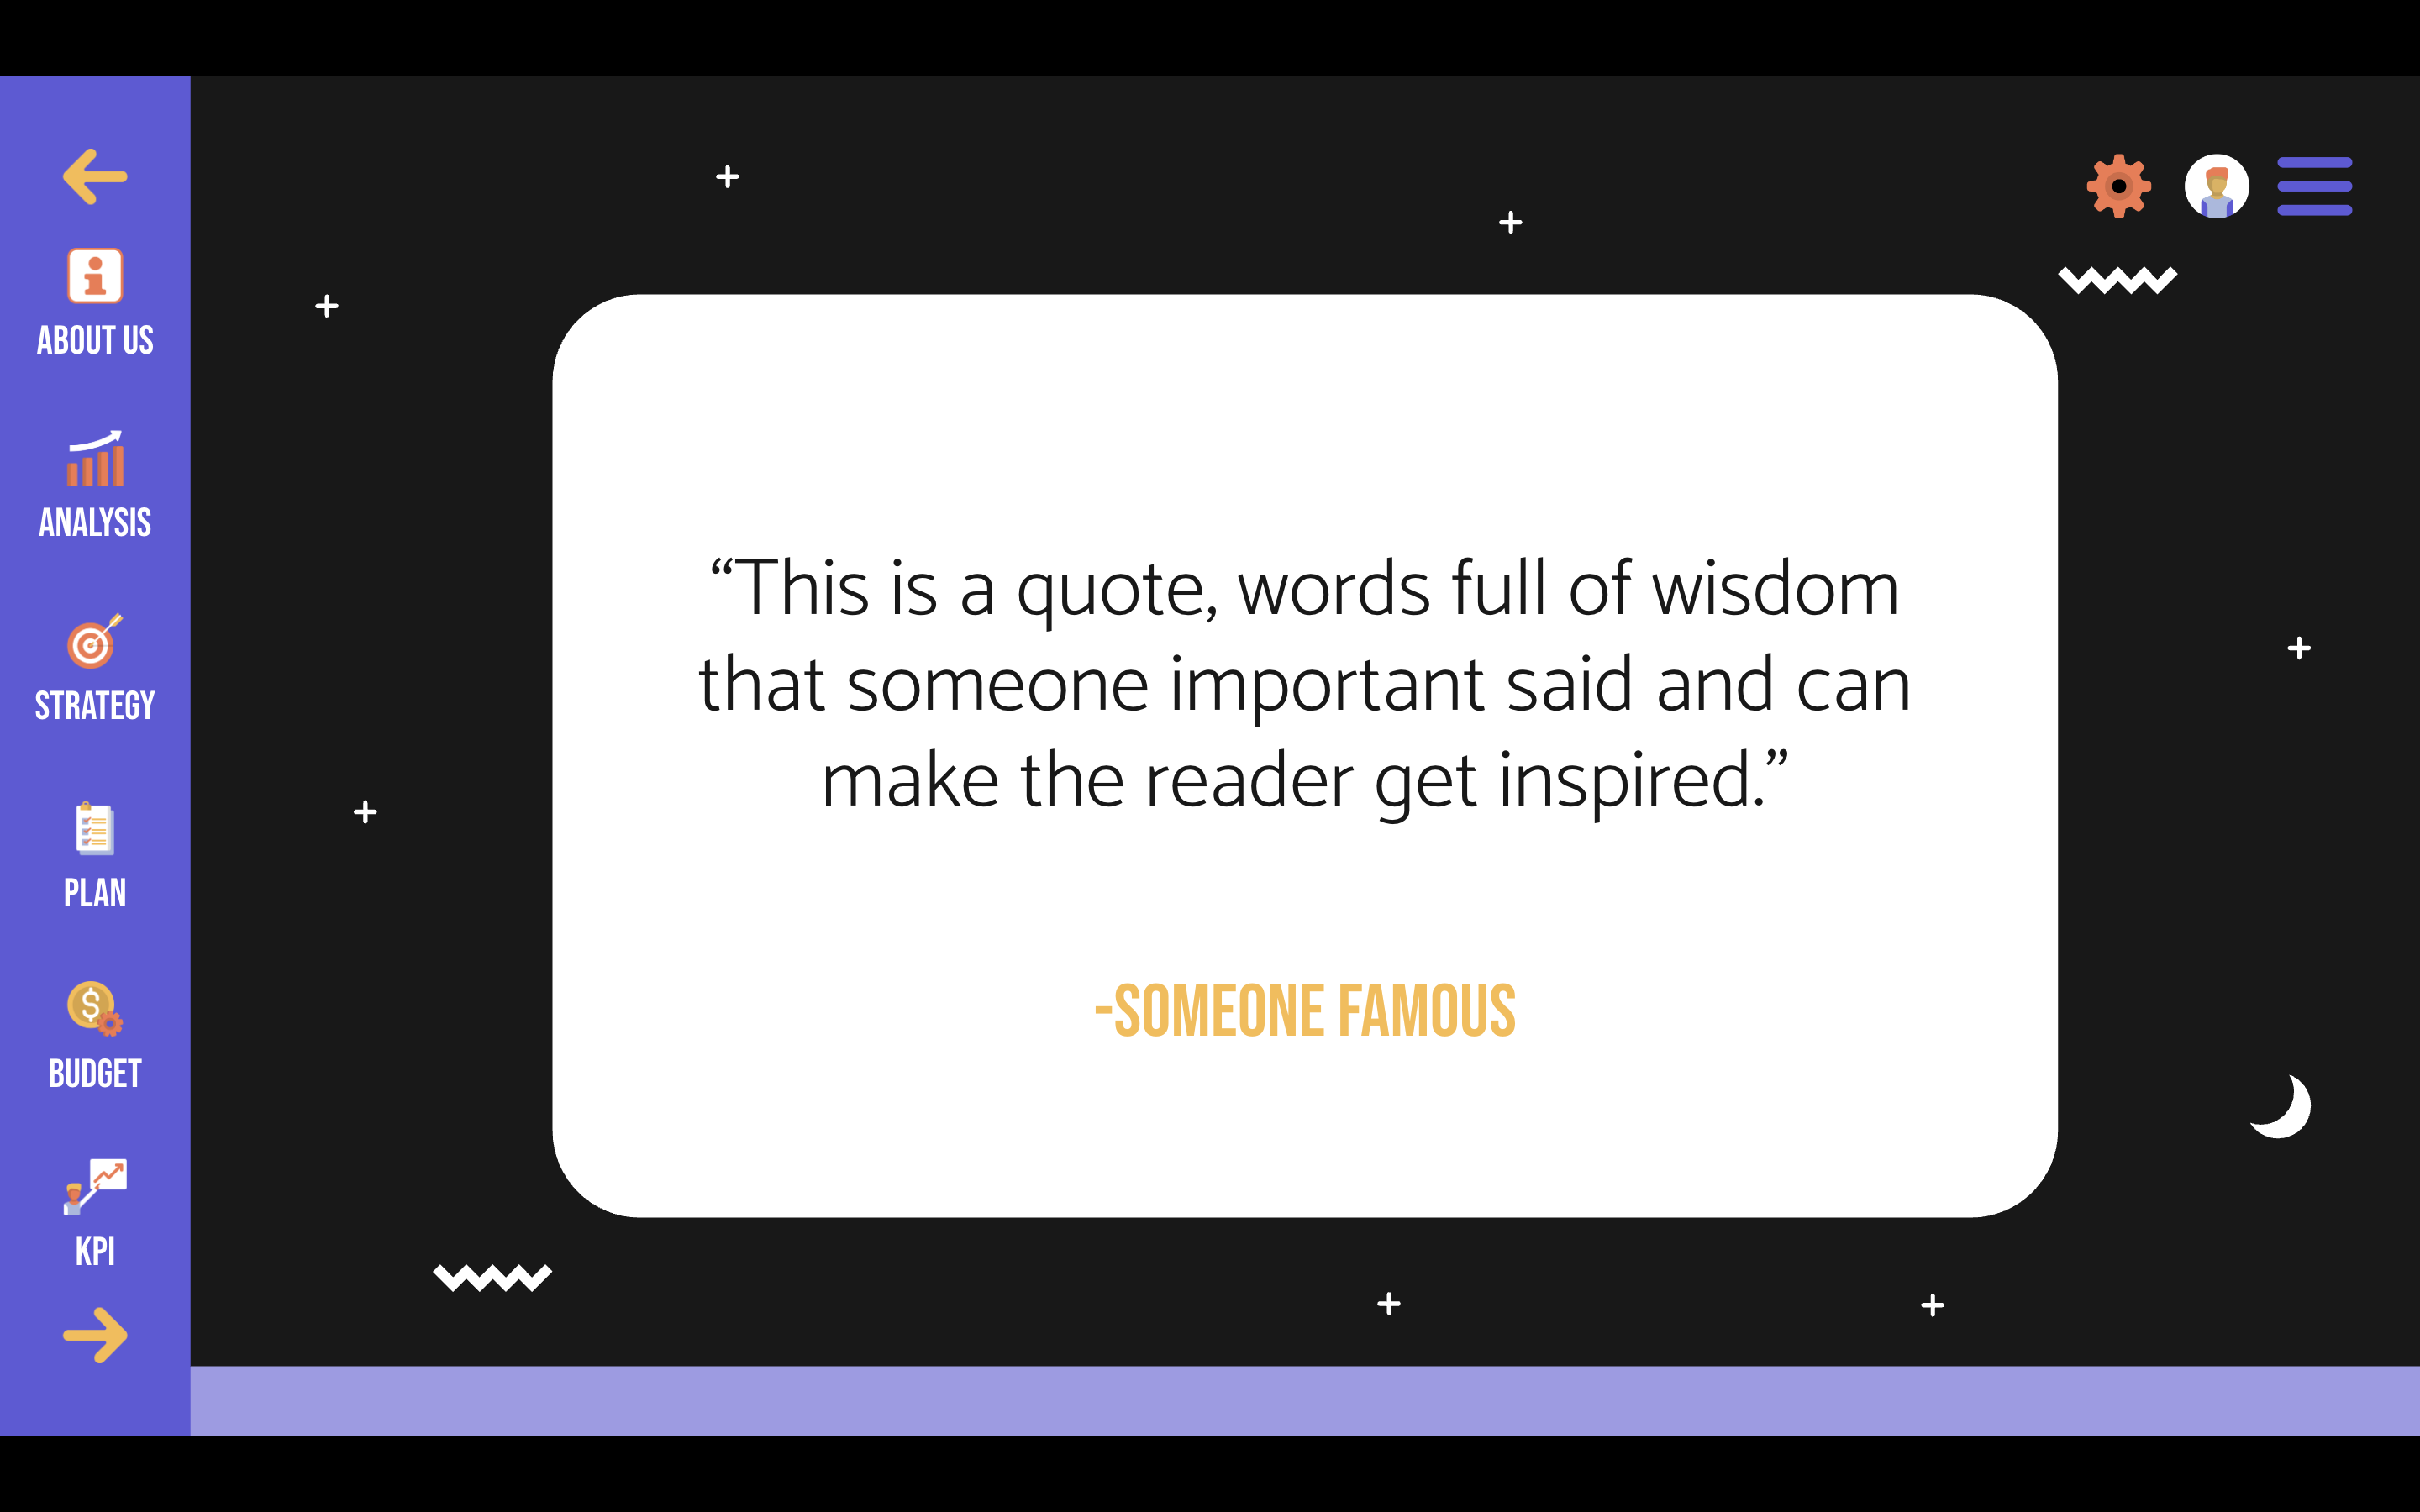 ABOUT US
ANALYSIS
STRATEGY
PLAN
BUDGET
KPI
“This is a quote, words full of wisdom
that someone important said and can
make the reader get inspired.”
-SOMEONE FAMOUS